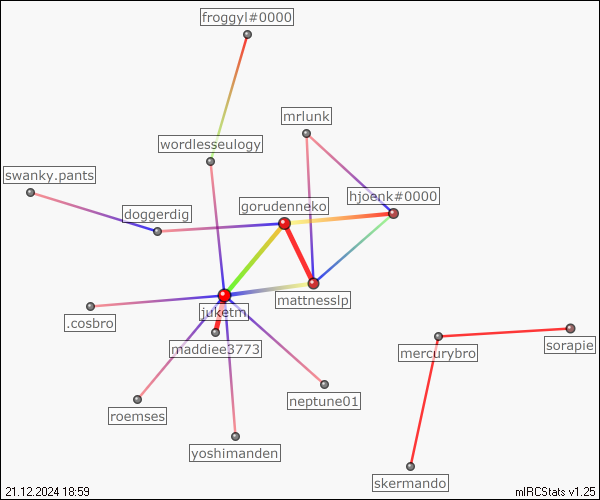 froggyl#0000
mrlunk
wordlesseulogy
swanky.pants
hjoenk#0000
gorudenneko
doggerdig
mattnesslp
juketm
.cosbro
maddiee3773
mercurybro
sorapie
neptune01
roemses
yoshimanden
skermando
21.12.2024 18:59
mIRCStats v1.25